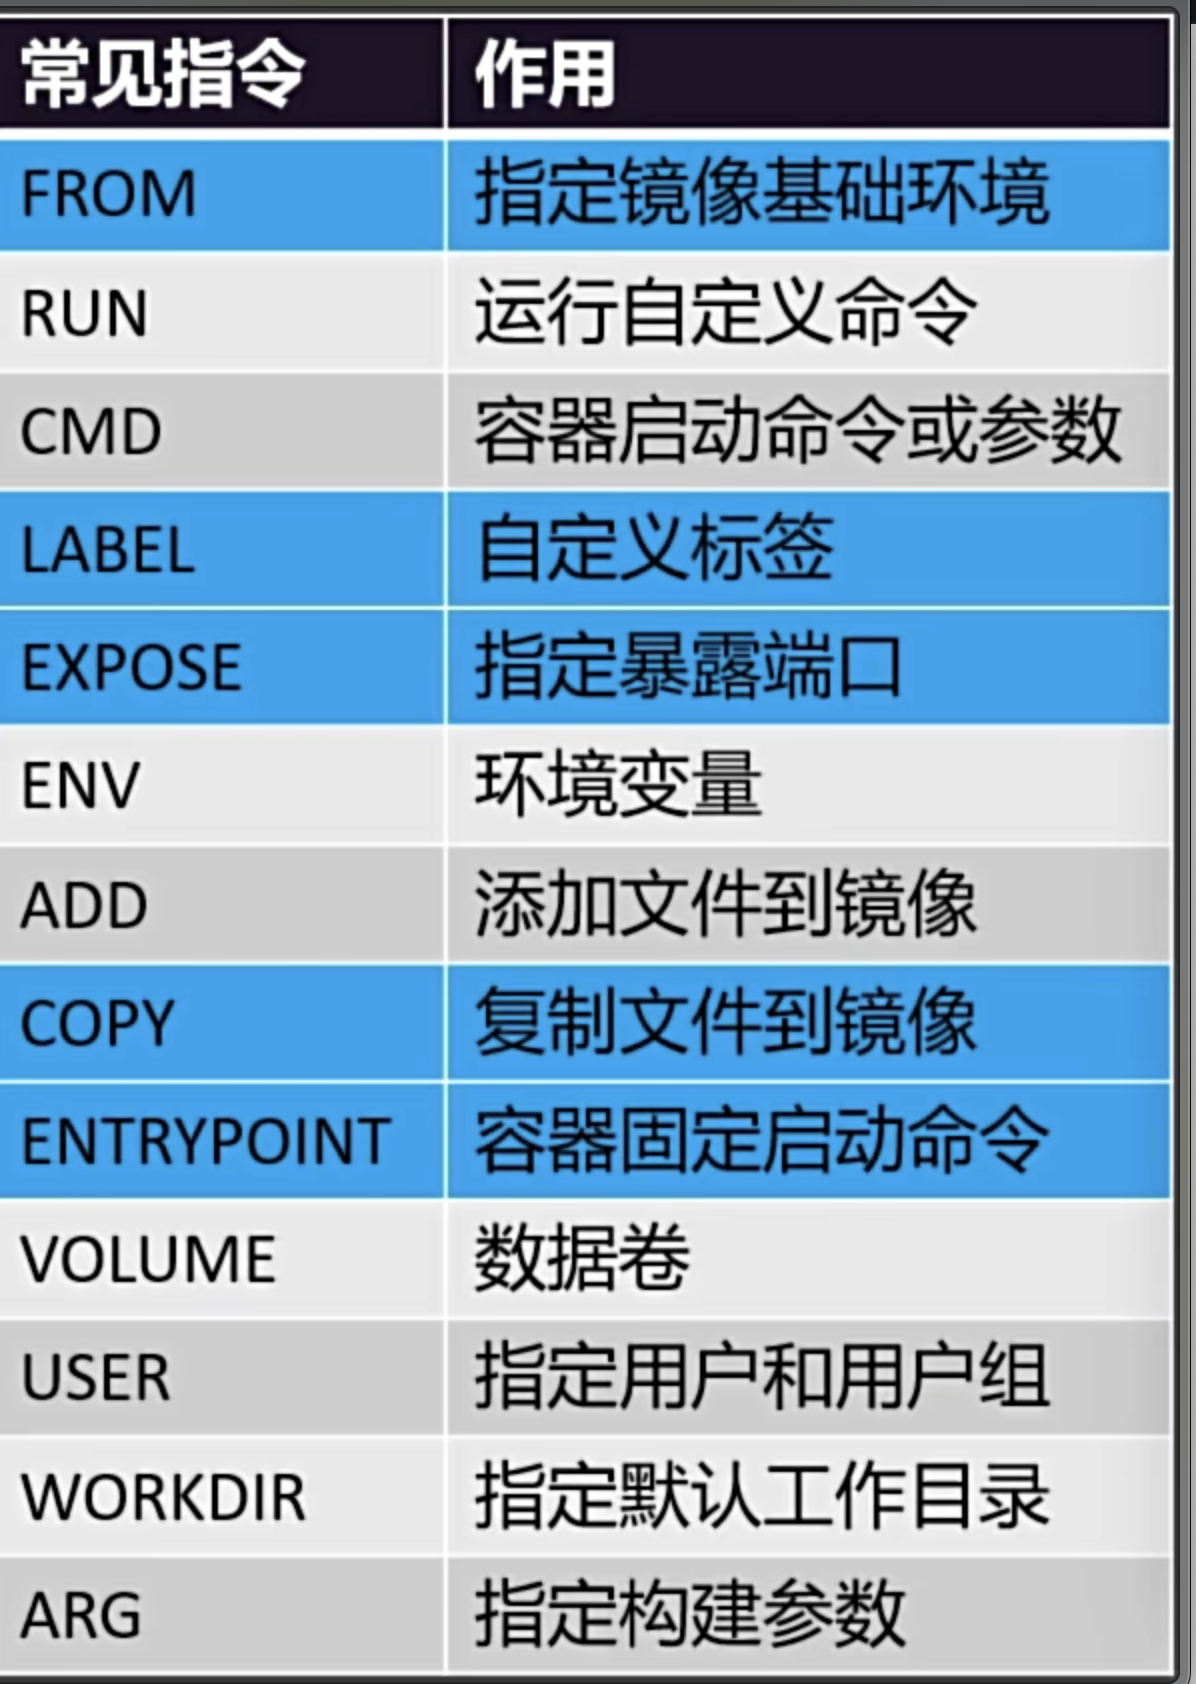 常见指令 作用
FROM 指定镜像基础环境
RUN 运行自定义命令
CMD 容器启动命令或参数
LABEL 自定义标签
EXPOSE 指定暴露端口
ENV 环境变量
ADD 添加文件到镜像
COPY 复制文件到镜像
ENTRYPOINT 容器固定启动命令
VOLUME 数据卷
USER 指定用户和用户组
WORKDIR 指定默认工作目录
ARG 指定构建参数